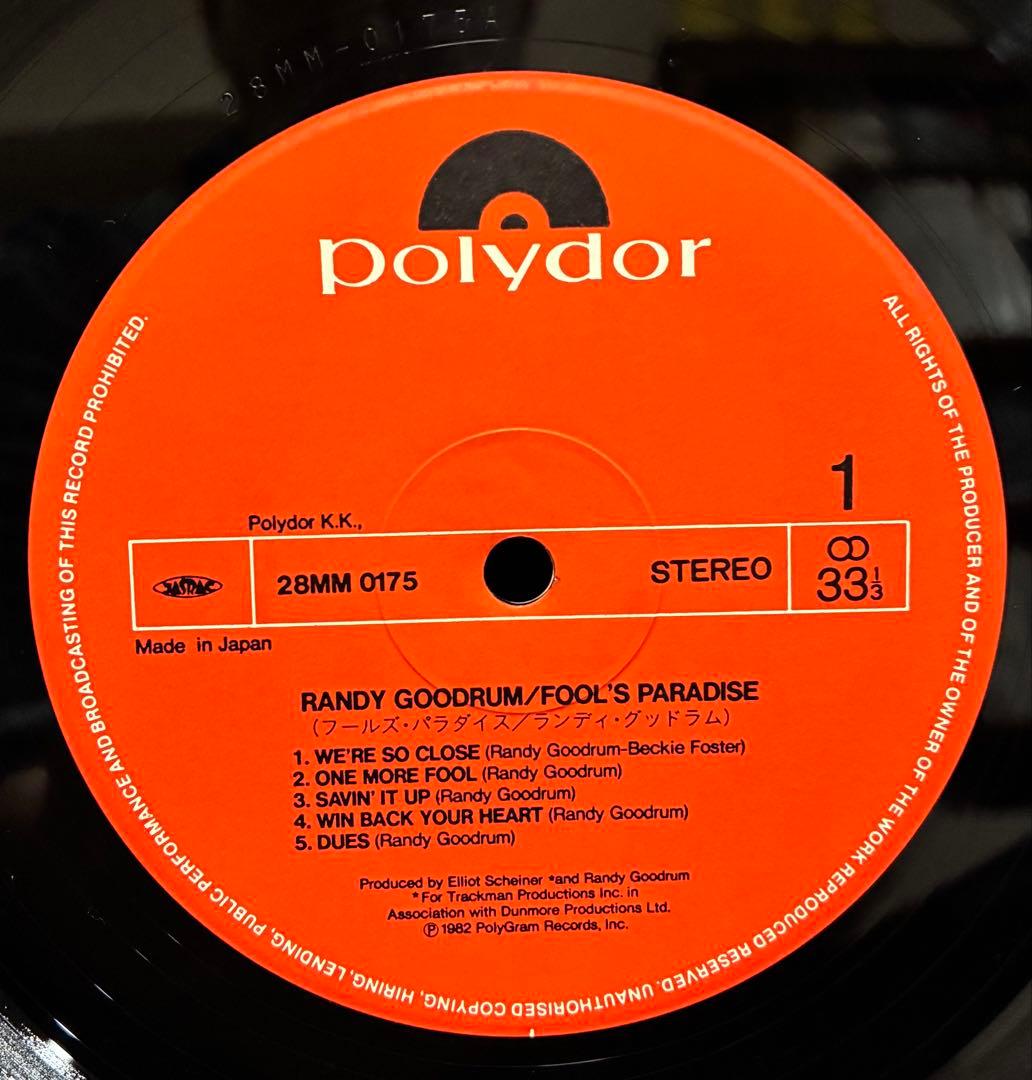 28MM-0175A
polydor
ALL RIGHTS OF THE PRODUCER AND OF THE OWNER OF THE WORK REPRODUCED RESERVED. UNAUTHORISED COPYING, HIRING, LENDING, PUBLIC PERFORMANCE AND BROADCASTING OF THIS RECORD PROHIBITED.
1
Polydor K.K.,
JASRAC
28MM 0175
STEREO
33⅓
Made in Japan
RANDY GOODRUM/FOOL'S PARADISE
(フールズ・パラダイス/ランディ・グッドラム)
1. WE'RE SO CLOSE (Randy Goodrum-Beckie Foster)
2. ONE MORE FOOL (Randy Goodrum)
3. SAVIN' IT UP (Randy Goodrum)
4. WIN BACK YOUR HEART (Randy Goodrum)
5. DUES (Randy Goodrum)
Produced by Elliot Scheiner *and Randy Goodrum
*For Trackman Productions Inc. in
Association with Dunmore Productions Ltd.
Ⓟ 1982 PolyGram Records, Inc.